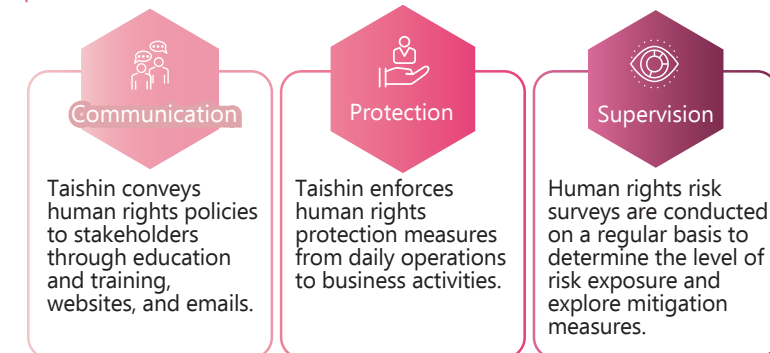 Communication
Taishin conveys
human rights policies
to stakeholders
through education
and training,
websites, and emails.
Protection
Taishin enforces
human rights
protection measures
from daily operations
to business activities.
Supervision
Human rights risk
surveys are conducted
on a regular basis to
determine the level of
risk exposure and
explore mitigation
measures.